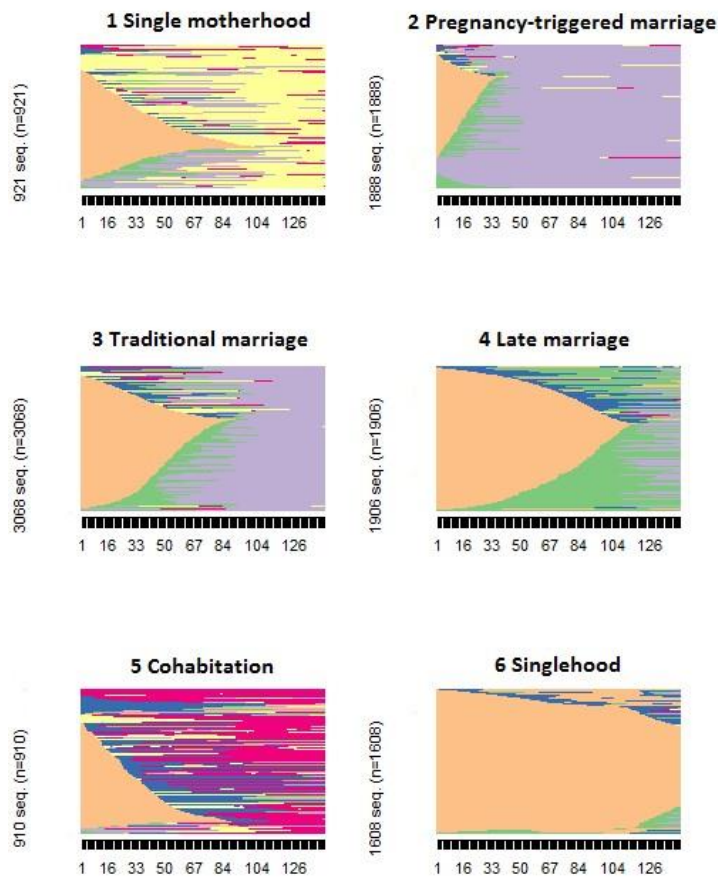 1 Single motherhood
921 seq. (n=921)
1 16 33 50 67 84 104 126
2 Pregnancy-triggered marriage
1888 seq. (n=1888)
1 16 33 50 67 84 104 126
3 Traditional marriage
3068 seq. (n=3068)
1 16 33 50 67 84 104 126
4 Late marriage
1906 seq. (n=1906)
1 16 33 50 67 84 104 126
5 Cohabitation
910 seq. (n=910)
1 16 33 50 67 84 104 126
6 Singlehood
1608 seq. (n=1608)
1 16 33 50 67 84 104 126